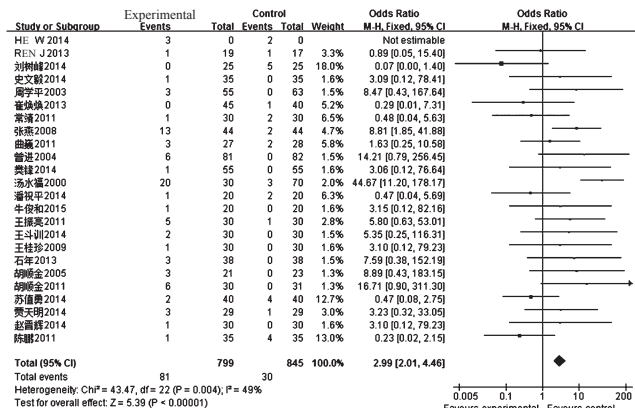 Experimental Control Odds Ratio Odds Ratio
Study or Subgroup Events Total Events Total Weight M-H, Fixed, 95% CI M-H, Fixed, 95% CI
HE W 2014 3 0 2 0 Not estimable
REN J 2013 1 19 1 17 3.3% 0.89 [0.05, 15.40]
刘树峰2014 0 25 5 25 18.0% 0.07 [0.00, 1.40]
史文毅2014 1 35 0 35 1.6% 3.09 [0.12, 78.41]
周学平2003 3 55 0 63 1.5% 8.47 [0.43, 167.64]
崔焕焕2013 0 45 1 40 5.2% 0.29 [0.01, 7.31]
常靖2011 1 30 2 30 6.4% 0.48 [0.04, 5.63]
张燕2008 13 44 2 44 4.7% 8.81 [1.85, 41.88]
曲巍2011 3 27 2 28 5.8% 1.63 [0.25, 10.58]
曾进2004 6 81 0 82 1.5% 14.21 [0.79, 256.45]
樊锋2014 1 55 0 55 1.6% 3.06 [0.12, 76.64]
汤水福2000 20 30 3 70 2.0% 44.67 [11.20, 178.17]
潘祝平2014 1 20 2 20 6.3% 0.47 [0.04, 5.69]
牛俊和2015 1 20 0 20 1.6% 3.15 [0.12, 82.16]
王振亮2011 5 30 1 30 2.8% 5.80 [0.63, 53.01]
王斗训2014 2 30 0 30 1.5% 5.35 [0.25, 116.31]
王桂珍2009 1 30 0 30 1.6% 3.10 [0.12, 79.23]
石年2013 3 38 0 38 1.5% 7.59 [0.38, 152.19]
胡顺金2005 3 21 0 23 1.3% 8.89 [0.43, 183.15]
胡顺金2011 6 30 0 31 1.3% 16.71 [0.90, 311.30]
苏值勇2014 2 40 4 40 12.7% 0.47 [0.08, 2.75]
贾天明2014 3 29 1 29 3.0% 3.23 [0.32, 33.05]
赵霞辉2014 1 30 0 30 1.6% 3.10 [0.12, 79.23]
陈鹏2011 1 35 4 35 13.0% 0.23 [0.02, 2.15]
Total (95% CI) 799 845 100.0% 2.99 [2.01, 4.46]
Total events 81 30
Heterogeneity: Chi² = 43.47, df = 22 (P = 0.004); I² = 49%
Test for overall effect: Z = 5.39 (P < 0.00001)
0.005 0.1 1 10 200
Favours experimental Favours control